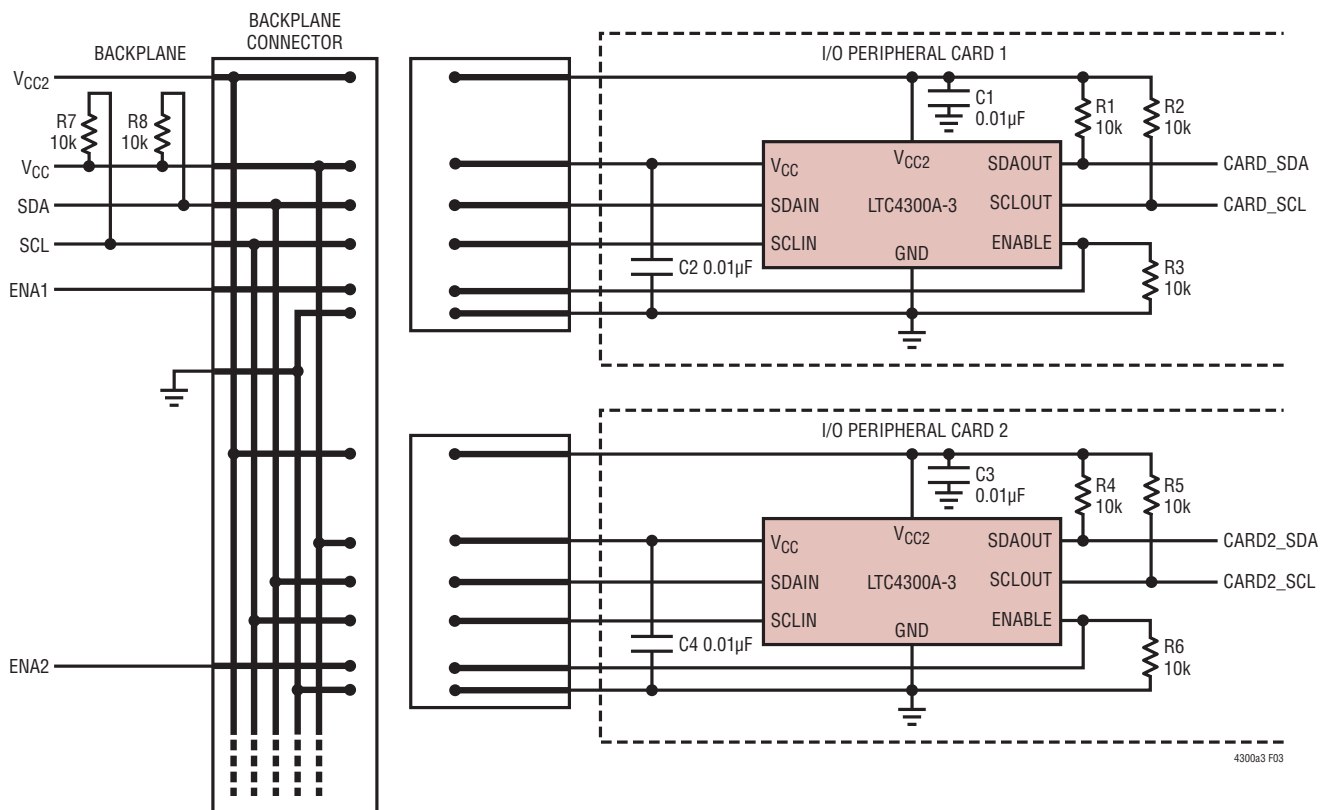 BACKPLANE
CONNECTOR
BACKPLANE
VCC2
R7
10k
R8
10k
VCC
SDA
SCL
ENA1
ENA2
I/O PERIPHERAL CARD 1
C1
0.01µF
R1
10k
R2
10k
VCC
VCC2
SDAOUT
CARD_SDA
SDAIN
LTC4300A-3
SCLOUT
CARD_SCL
SCLIN
GND
ENABLE
C2 0.01µF
R3
10k
I/O PERIPHERAL CARD 2
C3
0.01µF
R4
10k
R5
10k
VCC
VCC2
SDAOUT
CARD2_SDA
SDAIN
LTC4300A-3
SCLOUT
CARD2_SCL
SCLIN
GND
ENABLE
C4 0.01µF
R6
10k
4300a3 F03